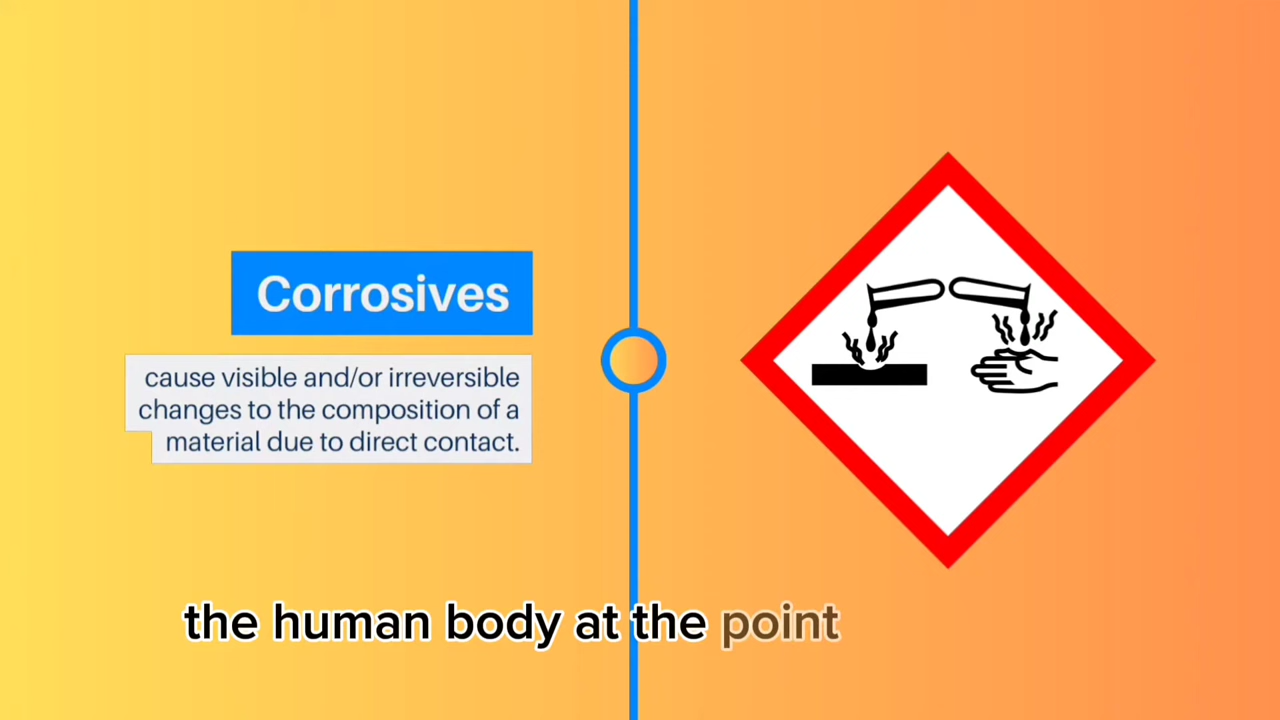 Corrosives
cause visible and/or irreversible
changes to the composition of a
material due to direct contact.
the human body at the point